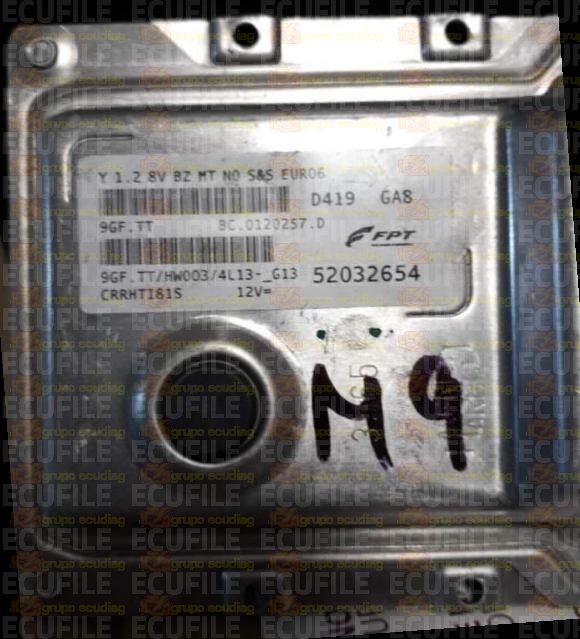 Y 1.2 8V BZ MT NO S&S EURO6
D419 GA8
9GF.TT BC.0120257.D
FPT
9GF.TT/HW003/4L13-_G13 52032654
CRRHTI81S 12V=
M9
ECUFILE
grupo ecudiag